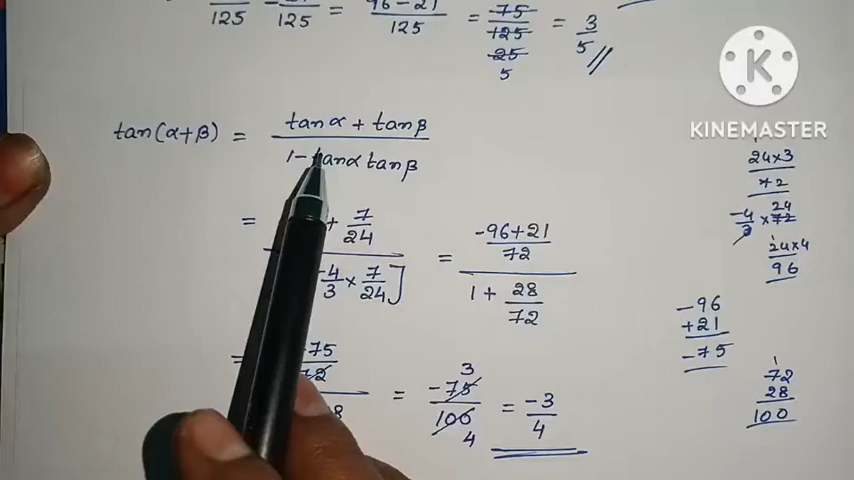 125 125 = 96-21/125 = 75/125 25 5 = 3/5 //
K
KINEMASTER
tan(α+β) = tanα + tanβ / 1- tanα tanβ
= + 7/24 / -4/3 × 7/24] = -96+21/72 / 1 + 28/72
= -75/72 / 8 = -75/100 3 4 = -3/4
24×3
72
-4/3 × 24/72
24×4
96
-96
+21
-75
1
72
28
100